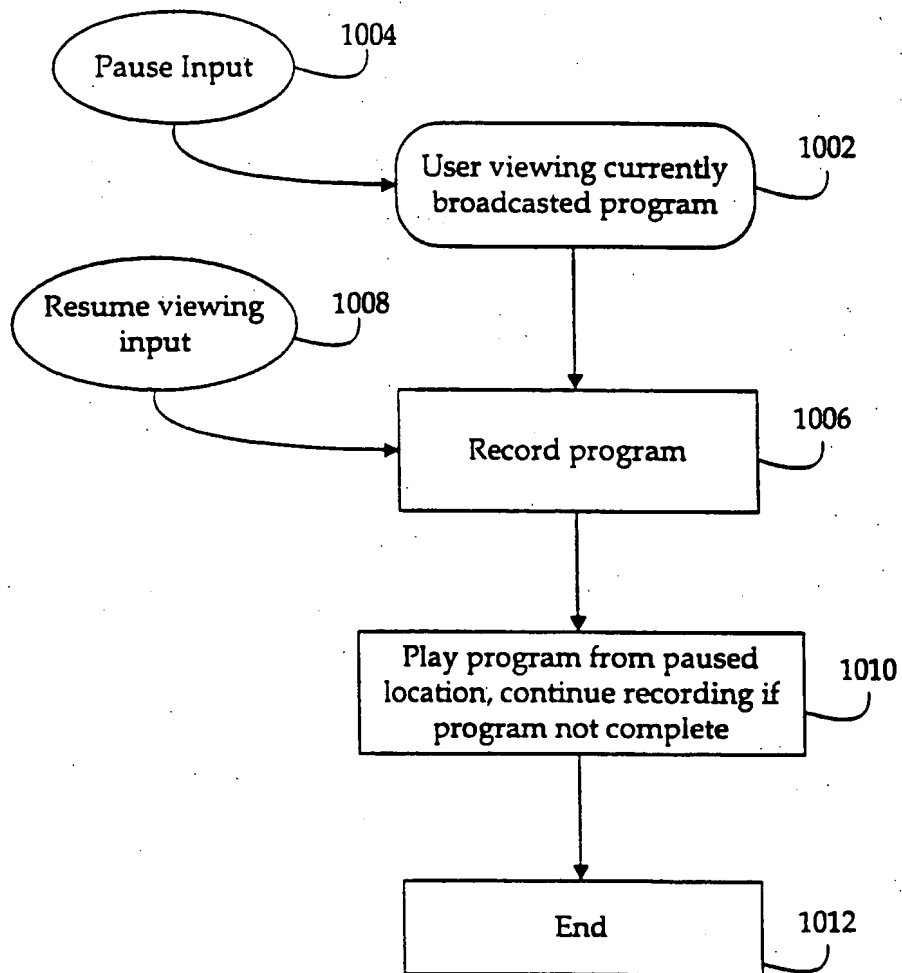 1004
Pause Input
1002
User viewing currently
broadcasted program
1008
Resume viewing
input
1006
Record program
1010
Play program from paused
location, continue recording if
program not complete
End
1012